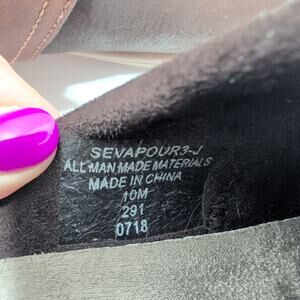 SEVAPOUR3-J
ALL MAN MADE MATERIALS
MADE IN CHINA
10M
291
0718